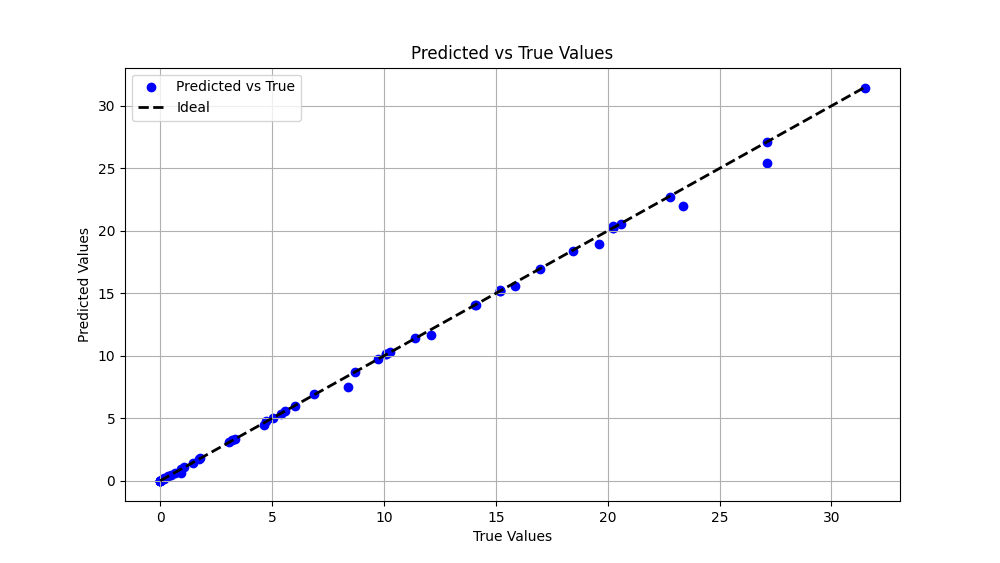 Predicted vs True Values
Predicted vs True
Ideal
Predicted Values
30
25
20
15
10
5
0
0 5 10 15 20 25 30
True Values